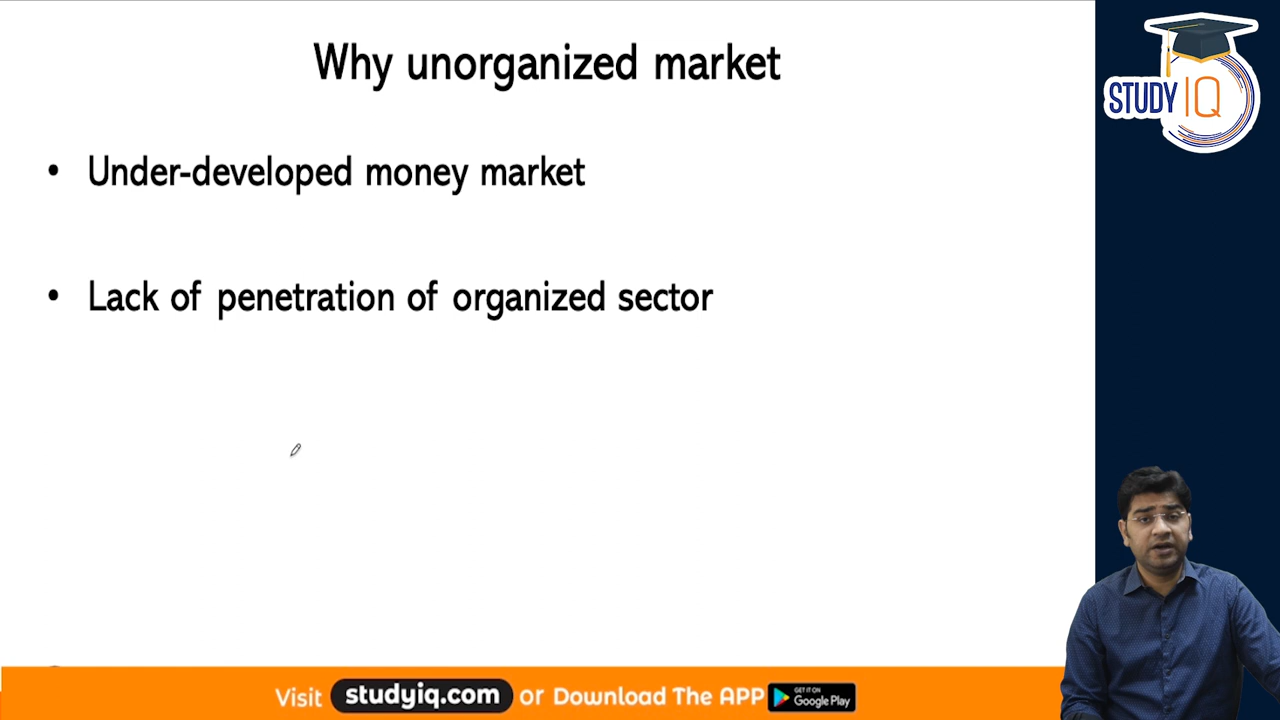 Why unorganized market
STUDY IQ
• Under-developed money market
• Lack of penetration of organized sector
Visit studyiq.com or Download The APP GET IT ON Google Play